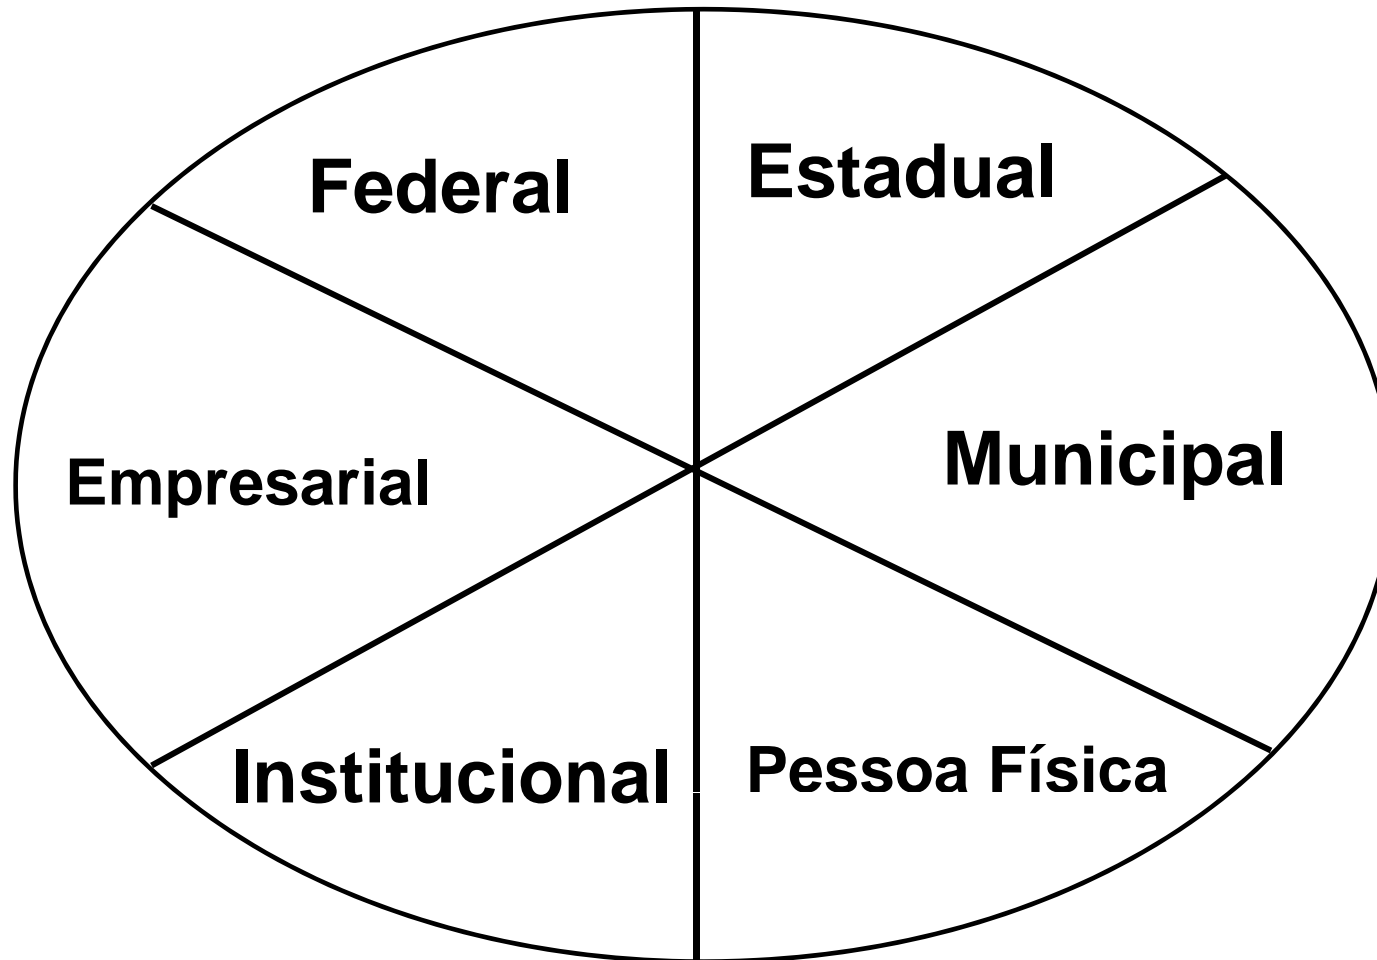 Federal
Estadual
Empresarial
Municipal
Institucional
Pessoa Física